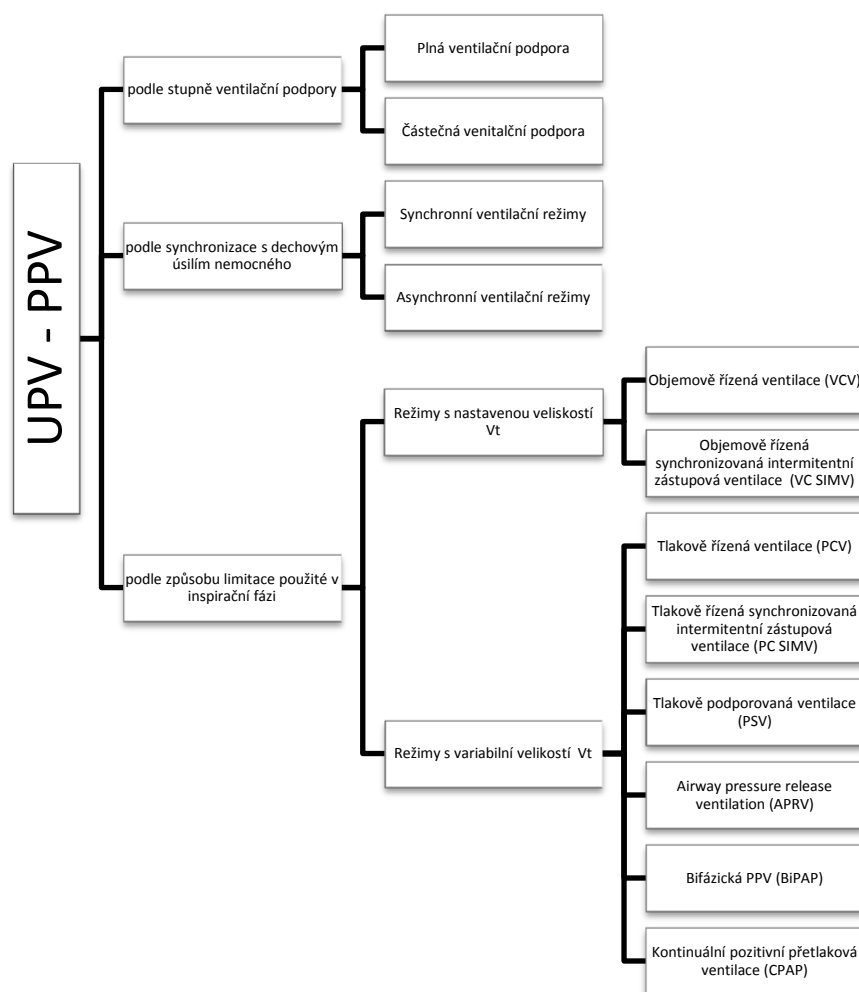 UPV - PPV
podle stupně ventilační podpory
Plná ventilační podpora
Částečná venitalční podpora
podle synchronizace s dechovým
úsilím nemocného
Synchronní ventilační režimy
Asynchronní ventilační režimy
podle způsobu limitace použité v
inspirační fázi
Režimy s nastavenou veliskostí
Vt
Objemově řízená ventilace (VCV)
Objemově řízená
synchronizovaná intermitentní
zástupová ventilace (VC SIMV)
Režimy s variabilní velikostí Vt
Tlakově řízená ventilace (PCV)
Tlakově řízená synchronizovaná
intermitentní zástupová
ventilace (PC SIMV)
Tlakově podporovaná ventilace
(PSV)
Airway pressure release
ventilation (APRV)
Bifázická PPV (BiPAP)
Kontinuální pozitivní přetlaková
ventilace (CPAP)